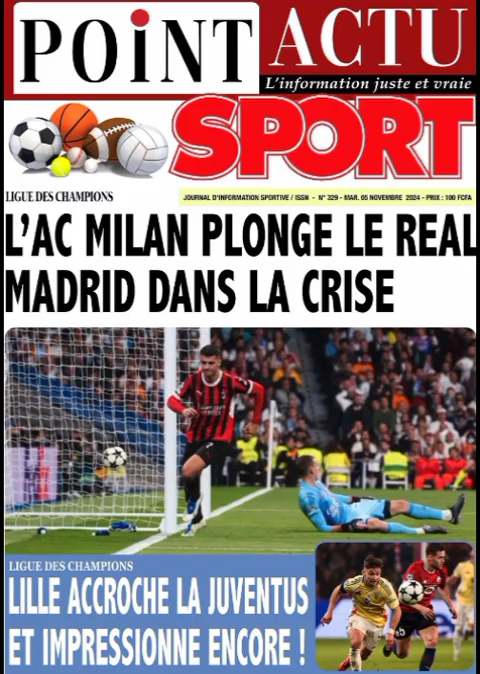 POINT ACTU
L'information juste et vraie
SPORT
LIGUE DES CHAMPIONS
JOURNAL D'INFORMATION SPORTIVE / ISSN - N° 329 - MAR. 05 NOVEMBRE 2024 - PRIX : 100 FCFA
L'AC MILAN PLONGE LE REAL
MADRID DANS LA CRISE
LIGUE DES CHAMPIONS
LILLE ACCROCHE LA JUVENTUS
ET IMPRESSIONNE ENCORE !